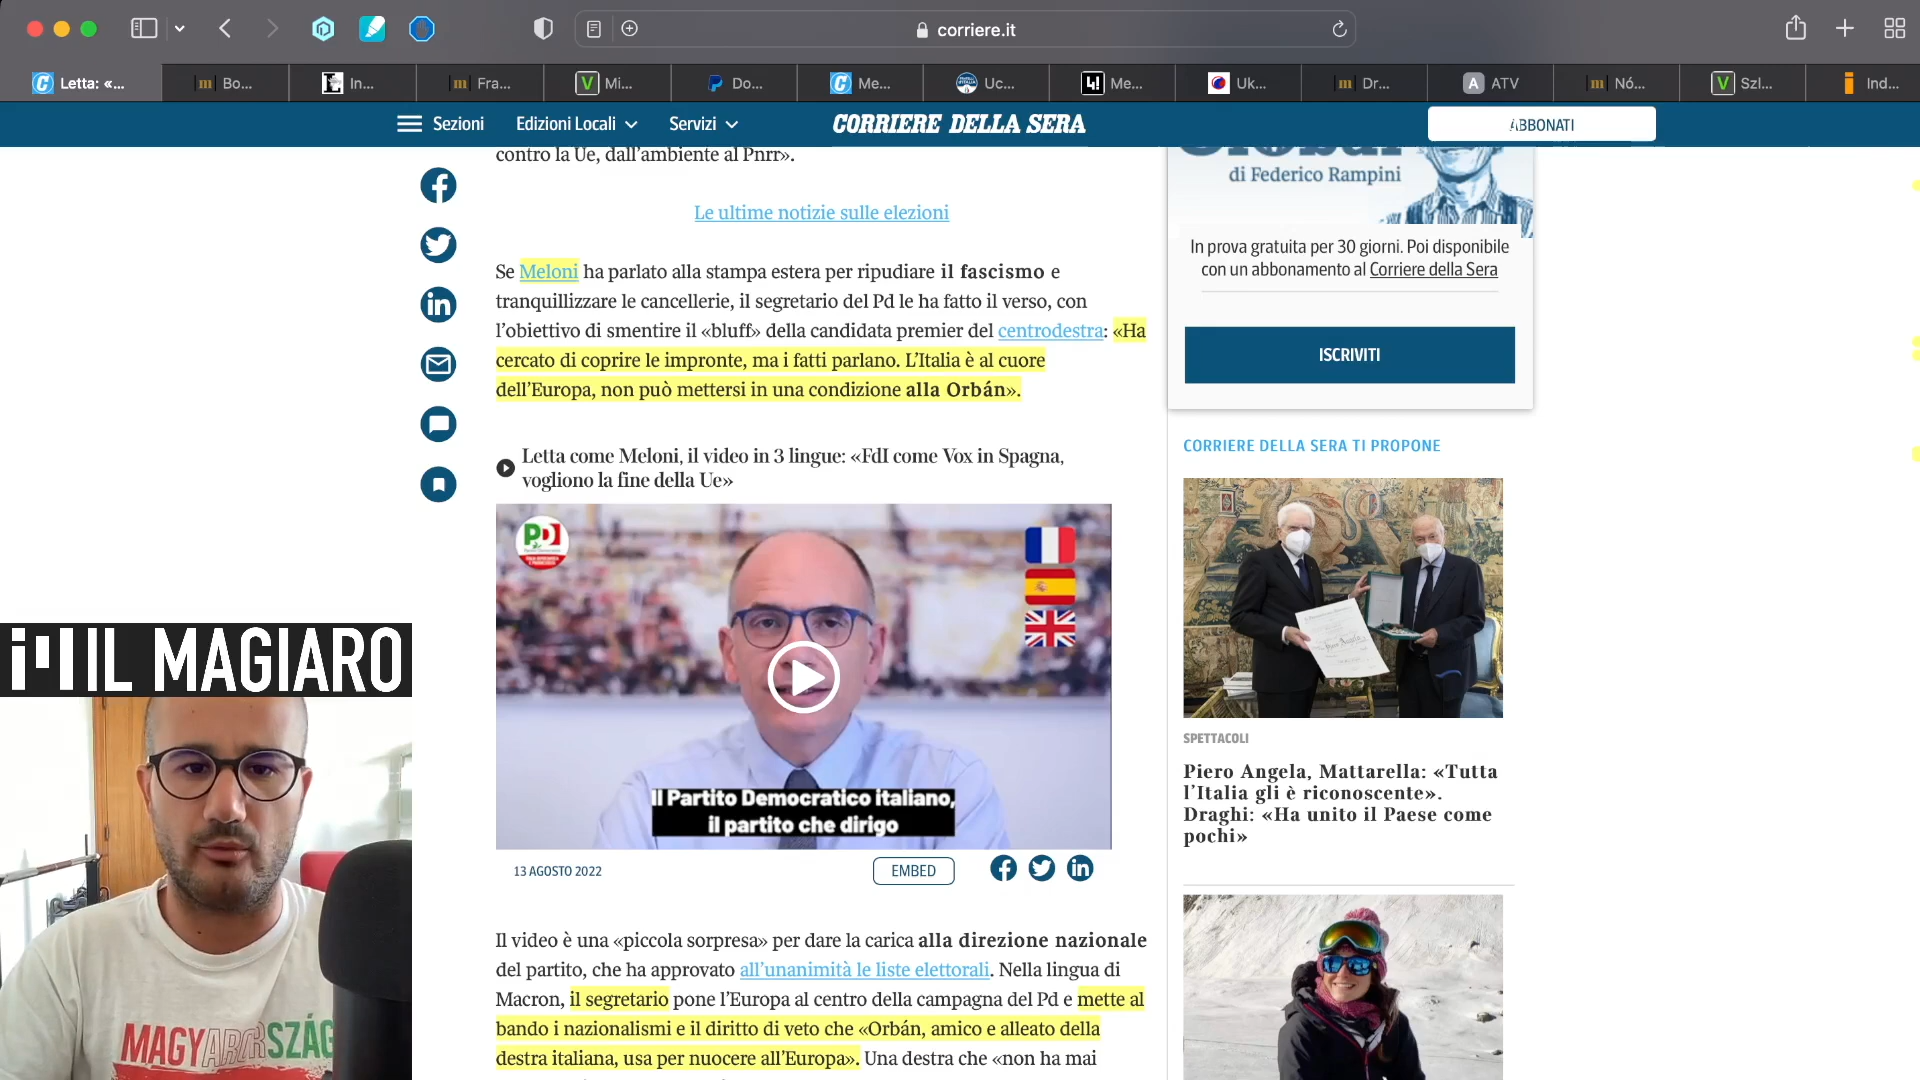 corriere.it
Letta: «...
Bo...
In...
Fra...
Mi...
Do...
Me...
Uc...
Me...
Uk...
Dr...
ATV
Nó...
Szl...
Ind...
Sezioni
Edizioni Locali
Servizi
CORRIERE DELLA SERA
ABBONATI
contro la Ue, dall'ambiente al Pnrr».
Le ultime notizie sulle elezioni
Se Meloni ha parlato alla stampa estera per ripudiare il fascismo e
tranquillizzare le cancellerie, il segretario del Pd le ha fatto il verso, con
l'obiettivo di smentire il «bluff» della candidata premier del centrodestra: «Ha
cercato di coprire le impronte, ma i fatti parlano. L'Italia è al cuore
dell'Europa, non può mettersi in una condizione alla Orbán».
Letta come Meloni, il video in 3 lingue: «FdI come Vox in Spagna,
vogliono la fine della Ue»
PD
Il Partito Democratico italiano,
il partito che dirigo
13 AGOSTO 2022
EMBED
Il video è una «piccola sorpresa» per dare la carica alla direzione nazionale
del partito, che ha approvato all'unanimità le liste elettorali. Nella lingua di
Macron, il segretario pone l'Europa al centro della campagna del Pd e mette al
bando i nazionalismi e il diritto di veto che «Orbán, amico e alleato della
destra italiana, usa per nuocere all'Europa». Una destra che «non ha mai
di Federico Rampini
In prova gratuita per 30 giorni. Poi disponibile
con un abbonamento al Corriere della Sera
ISCRIVITI
CORRIERE DELLA SERA TI PROPONE
SPETTACOLI
Piero Angela, Mattarella: «Tutta
l'Italia gli è riconoscente».
Draghi: «Ha unito il Paese come
pochi»
IL MAGIARO
MAGYARORSZÁG